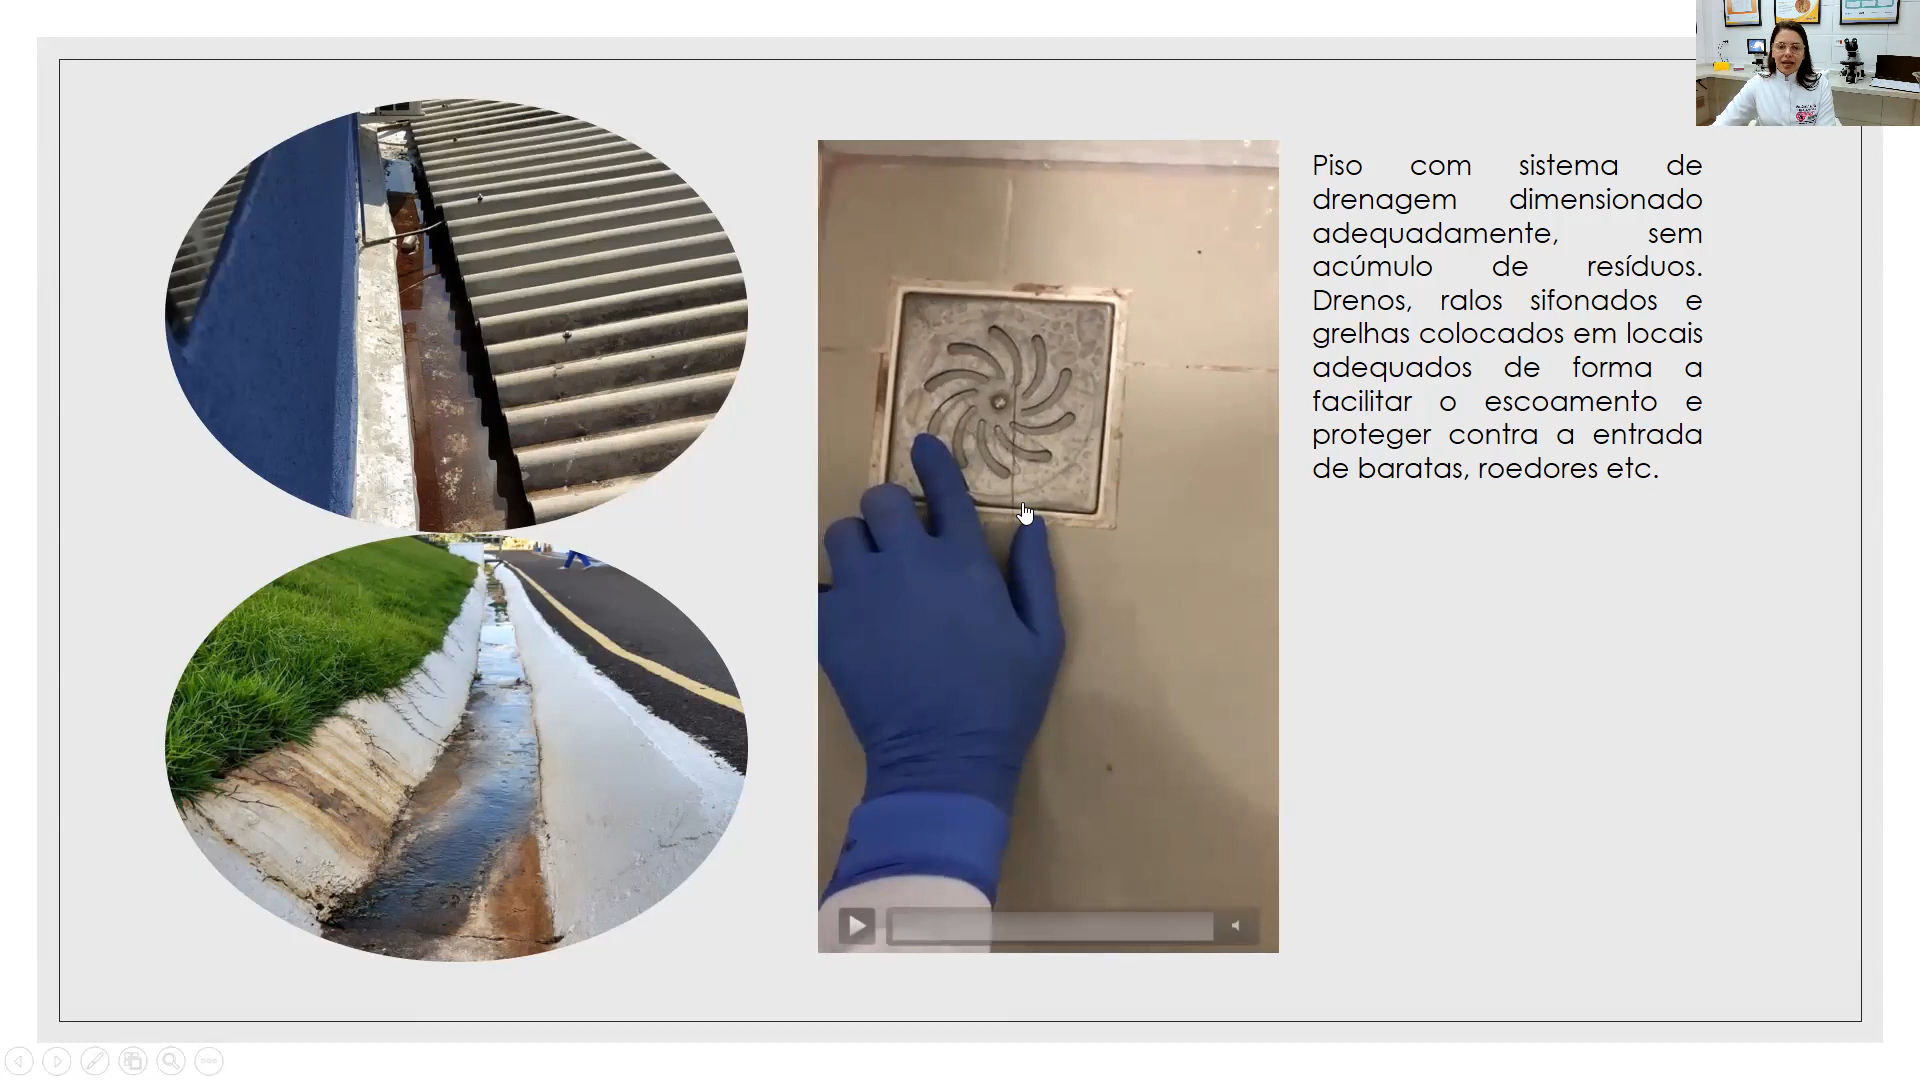 Piso com sistema de
drenagem dimensionado
adequadamente, sem
acúmulo de resíduos.
Drenos, ralos sifonados e
grelhas colocados em locais
adequados de forma a
facilitar o escoamento e
proteger contra a entrada
de baratas, roedores etc.